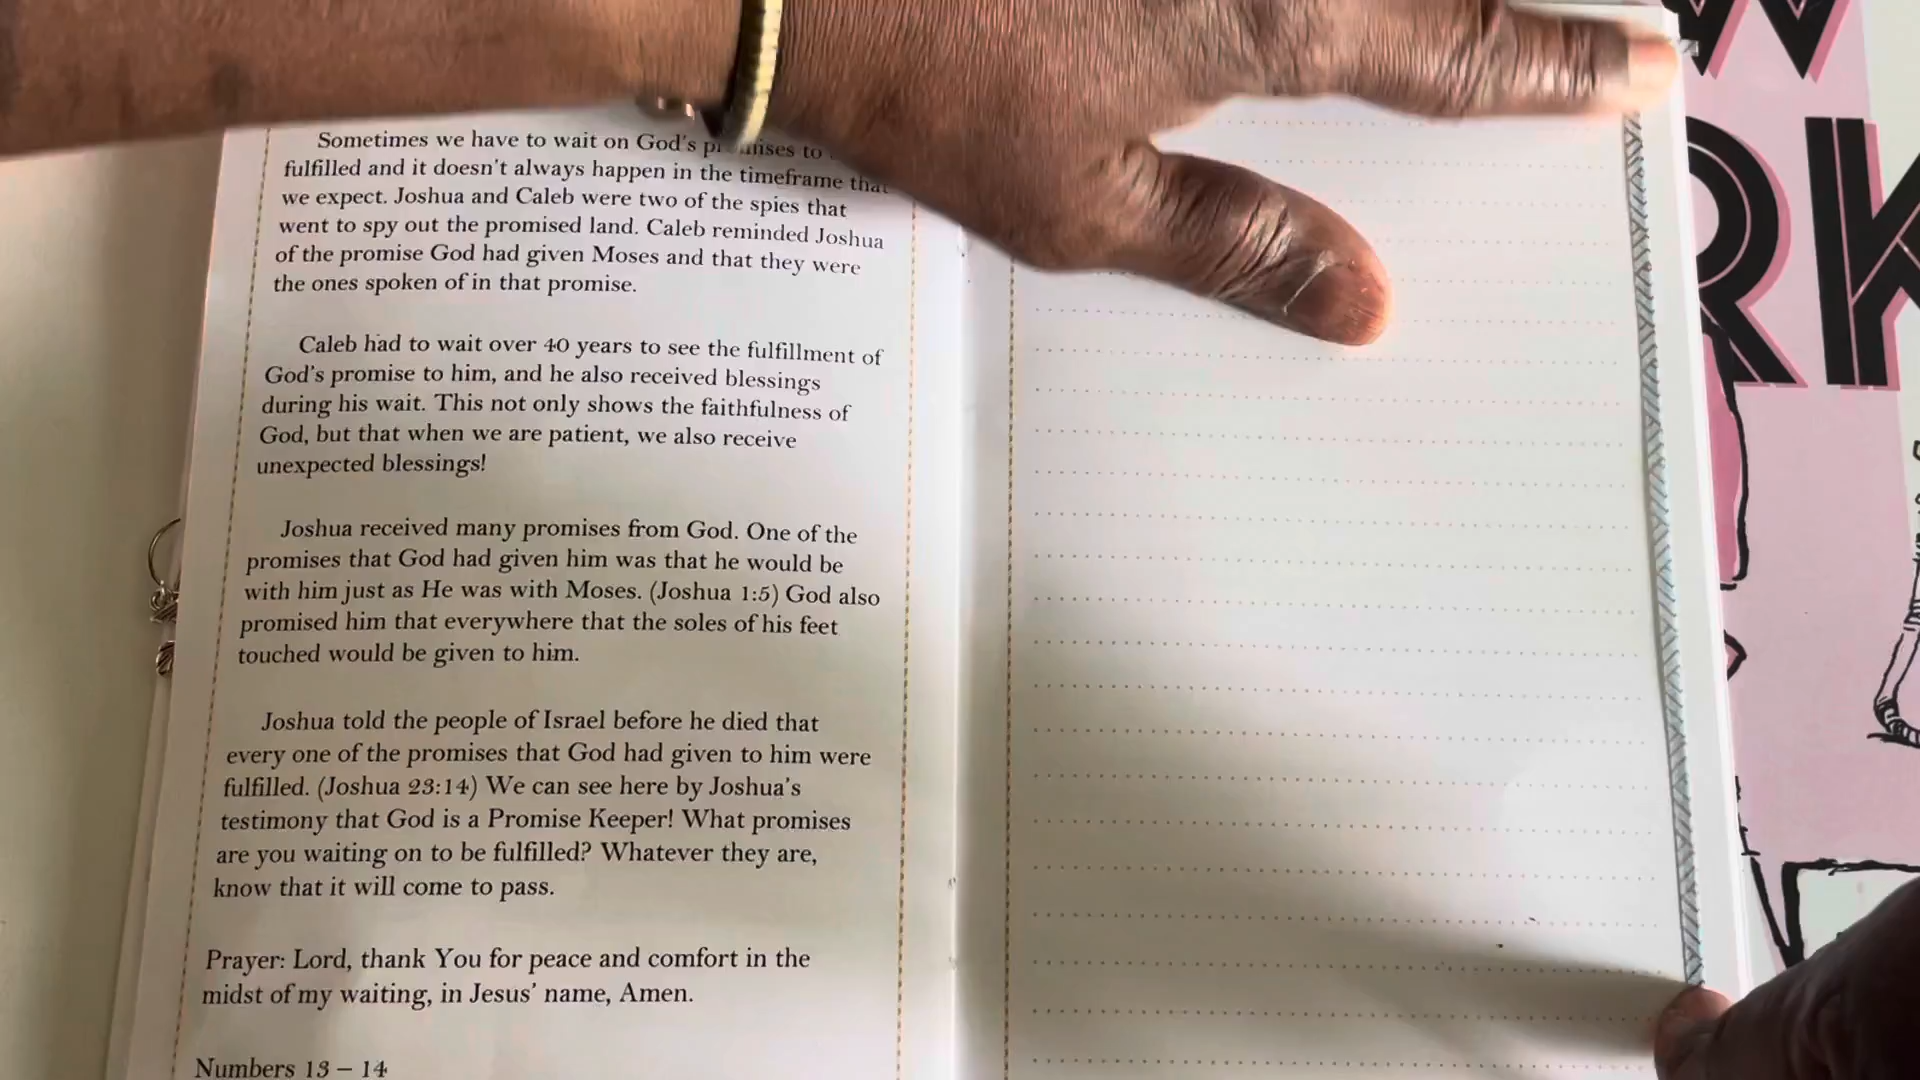 Sometimes we have to wait on God's promises to
fulfilled and it doesn't always happen in the timeframe that
we expect. Joshua and Caleb were two of the spies that
went to spy out the promised land. Caleb reminded Joshua
of the promise God had given Moses and that they were
the ones spoken of in that promise.
Caleb had to wait over 40 years to see the fulfillment of
God's promise to him, and he also received blessings
during his wait. This not only shows the faithfulness of
God, but that when we are patient, we also receive
unexpected blessings!
Joshua received many promises from God. One of the
promises that God had given him was that he would be
with him just as He was with Moses. (Joshua 1:5) God also
promised him that everywhere that the soles of his feet
touched would be given to him.
Joshua told the people of Israel before he died that
every one of the promises that God had given to him were
fulfilled. (Joshua 23:14) We can see here by Joshua's
testimony that God is a Promise Keeper! What promises
are you waiting on to be fulfilled? Whatever they are,
know that it will come to pass.
Prayer: Lord, thank You for peace and comfort in the
midst of my waiting, in Jesus' name, Amen.
Numbers 13 – 14
W
RK